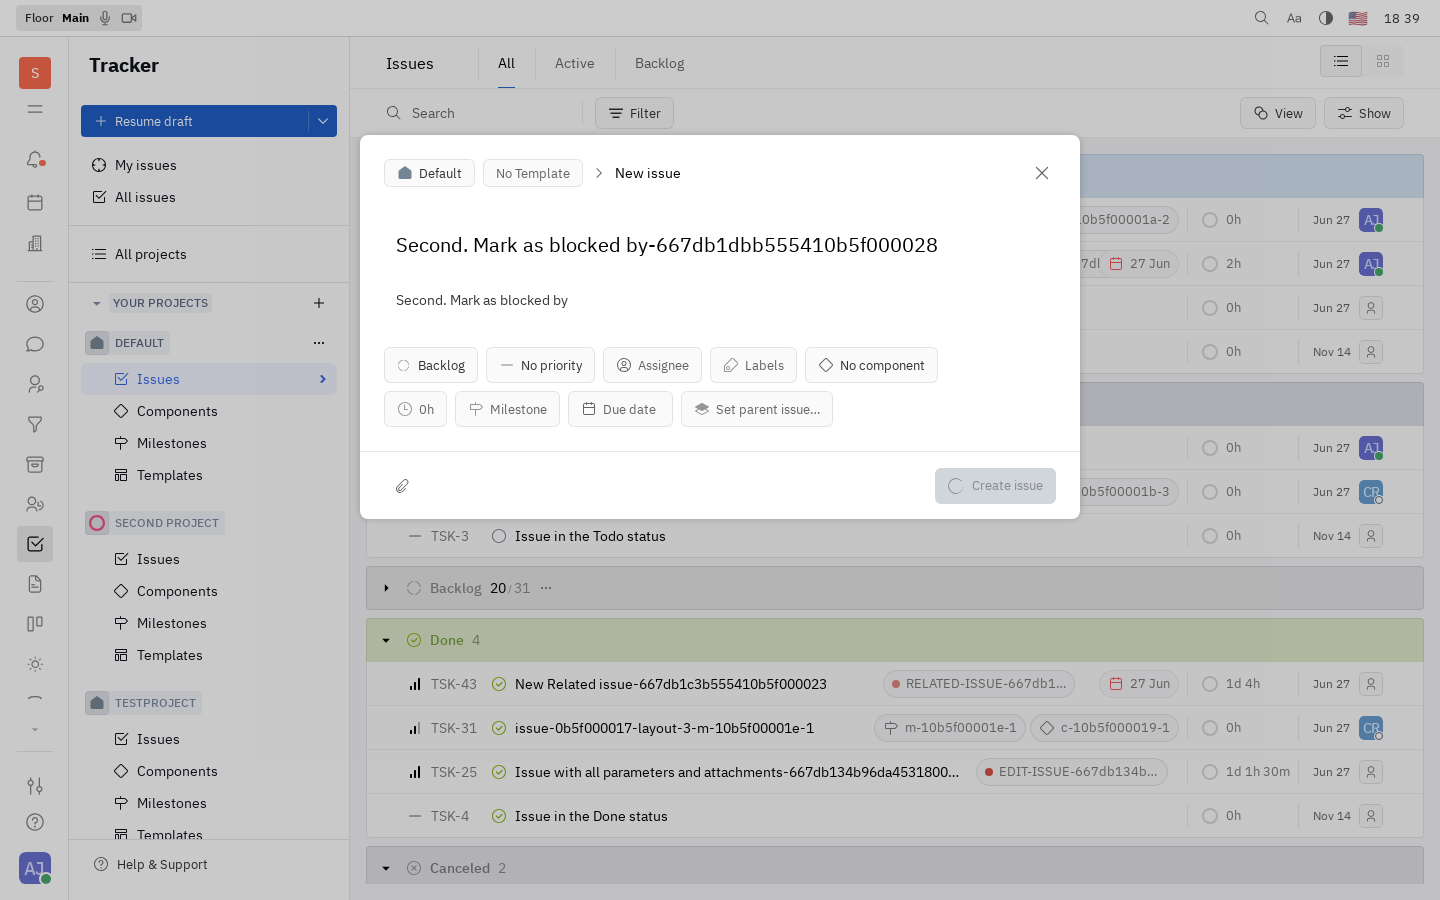 Floor Main
Aa
18 39
S
Tracker
Resume draft
My issues
All issues
All projects
YOUR PROJECTS
DEFAULT
Issues
Components
Milestones
Templates
SECOND PROJECT
Issues
Components
Milestones
Templates
TESTPROJECT
Issues
Components
Milestones
Templates
Help & Support
AJ
Issues
All
Active
Backlog
Search
Filter
View
Show
Default
No Template
New issue
Second. Mark as blocked by-667db1dbb555410b5f000028
Second. Mark as blocked by
Backlog
No priority
Assignee
Labels
No component
0h
Milestone
Due date
Set parent issue...
Create issue
.0b5f00001a-2 0h Jun 27 AJ
7dl 27 Jun 2h Jun 27 AJ
0h Jun 27
0h Nov 14
0h Jun 27 AJ
0b5f00001b-3 0h Jun 27 CR
TSK-3 Issue in the Todo status 0h Nov 14
Backlog 20/31 ...
Done 4
TSK-43 New Related issue-667db1c3b555410b5f000023 RELATED-ISSUE-667db1... 27 Jun 1d 4h Jun 27
TSK-31 issue-0b5f000017-layout-3-m-10b5f00001e-1 m-10b5f00001e-1 c-10b5f000019-1 0h Jun 27 CR
TSK-25 Issue with all parameters and attachments-667db134b96da4531800... EDIT-ISSUE-667db134b... 1d 1h 30m Jun 27
TSK-4 Issue in the Done status 0h Nov 14
Canceled 2